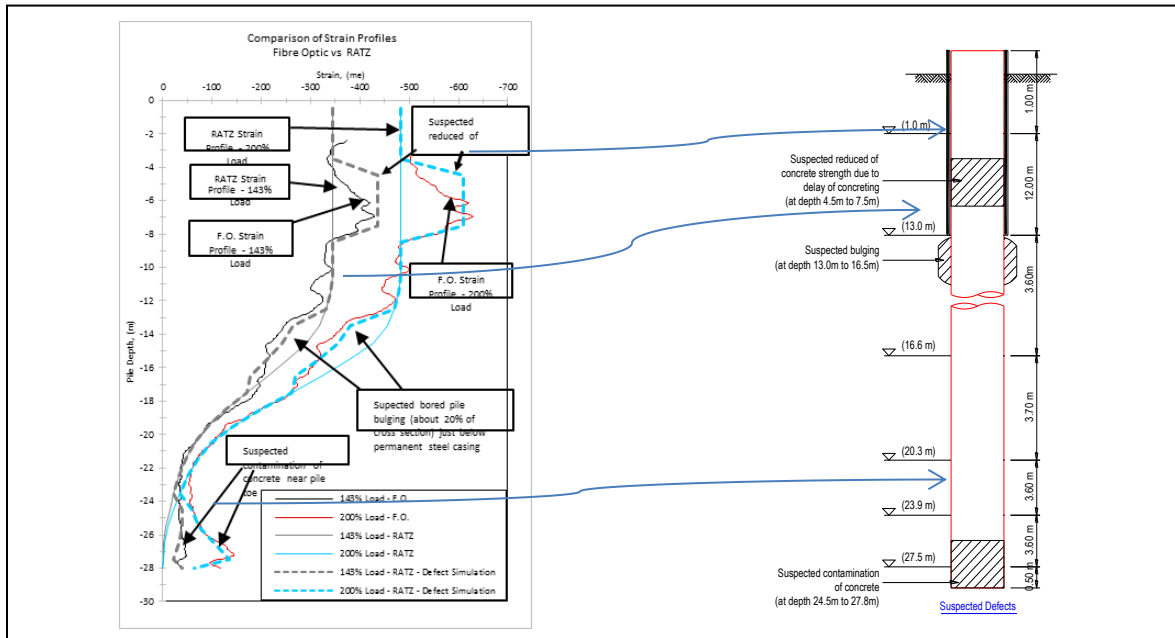 Comparison of Strain Profiles
Fibre Optic vs RATZ
Strain, (me)
0 -100 -200 -300 -400 -500 -600 -700
Pile Depth, (m)
0
-2
-4
-6
-8
-10
-12
-14
-16
-18
-20
-22
-24
-26
-28
-30
RATZ Strain
Profile - 200%
Load
RATZ Strain
Profile - 143%
Load
F.O. Strain
Profile - 143%
Load
Suspected
reduced of
F.O. Strain
Profile - 200%
Load
Supected bored pile
bulging (about 20% of
cross section) just below
permanent steel casing
Suspected
contamination of
concrete near pile
toe
143% Load - F.O.
200% Load - F.O.
143% Load - RATZ
200% Load - RATZ
143% Load - RATZ - Defect Simulation
200% Load - RATZ - Defect Simulation
(1.0 m)
1.00 m
Suspected reduced of
concrete strength due to
delay of concreting
(at depth 4.5m to 7.5m)
12.00 m
(13.0 m)
Suspected bulging
(at depth 13.0m to 16.5m)
3.60m
(16.6 m)
3.70 m
(20.3 m)
3.60 m
(23.9 m)
3.60 m
(27.5 m)
0.50 m
Suspected contamination
of concrete
(at depth 24.5m to 27.8m)
Suspected Defects